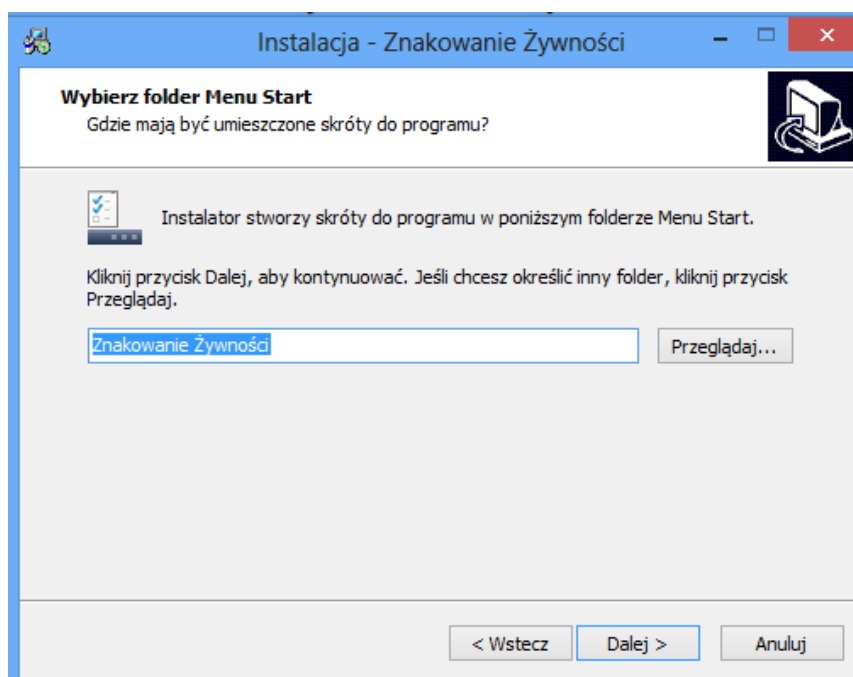 Instalacja - Znakowanie Żywności
Wybierz folder Menu Start
Gdzie mają być umieszczone skróty do programu?
Instalator stworzy skróty do programu w poniższym folderze Menu Start.
Kliknij przycisk Dalej, aby kontynuować. Jeśli chcesz określić inny folder, kliknij przycisk
Przeglądaj.
Znakowanie Żywności
Przeglądaj...
< Wstecz
Dalej >
Anuluj